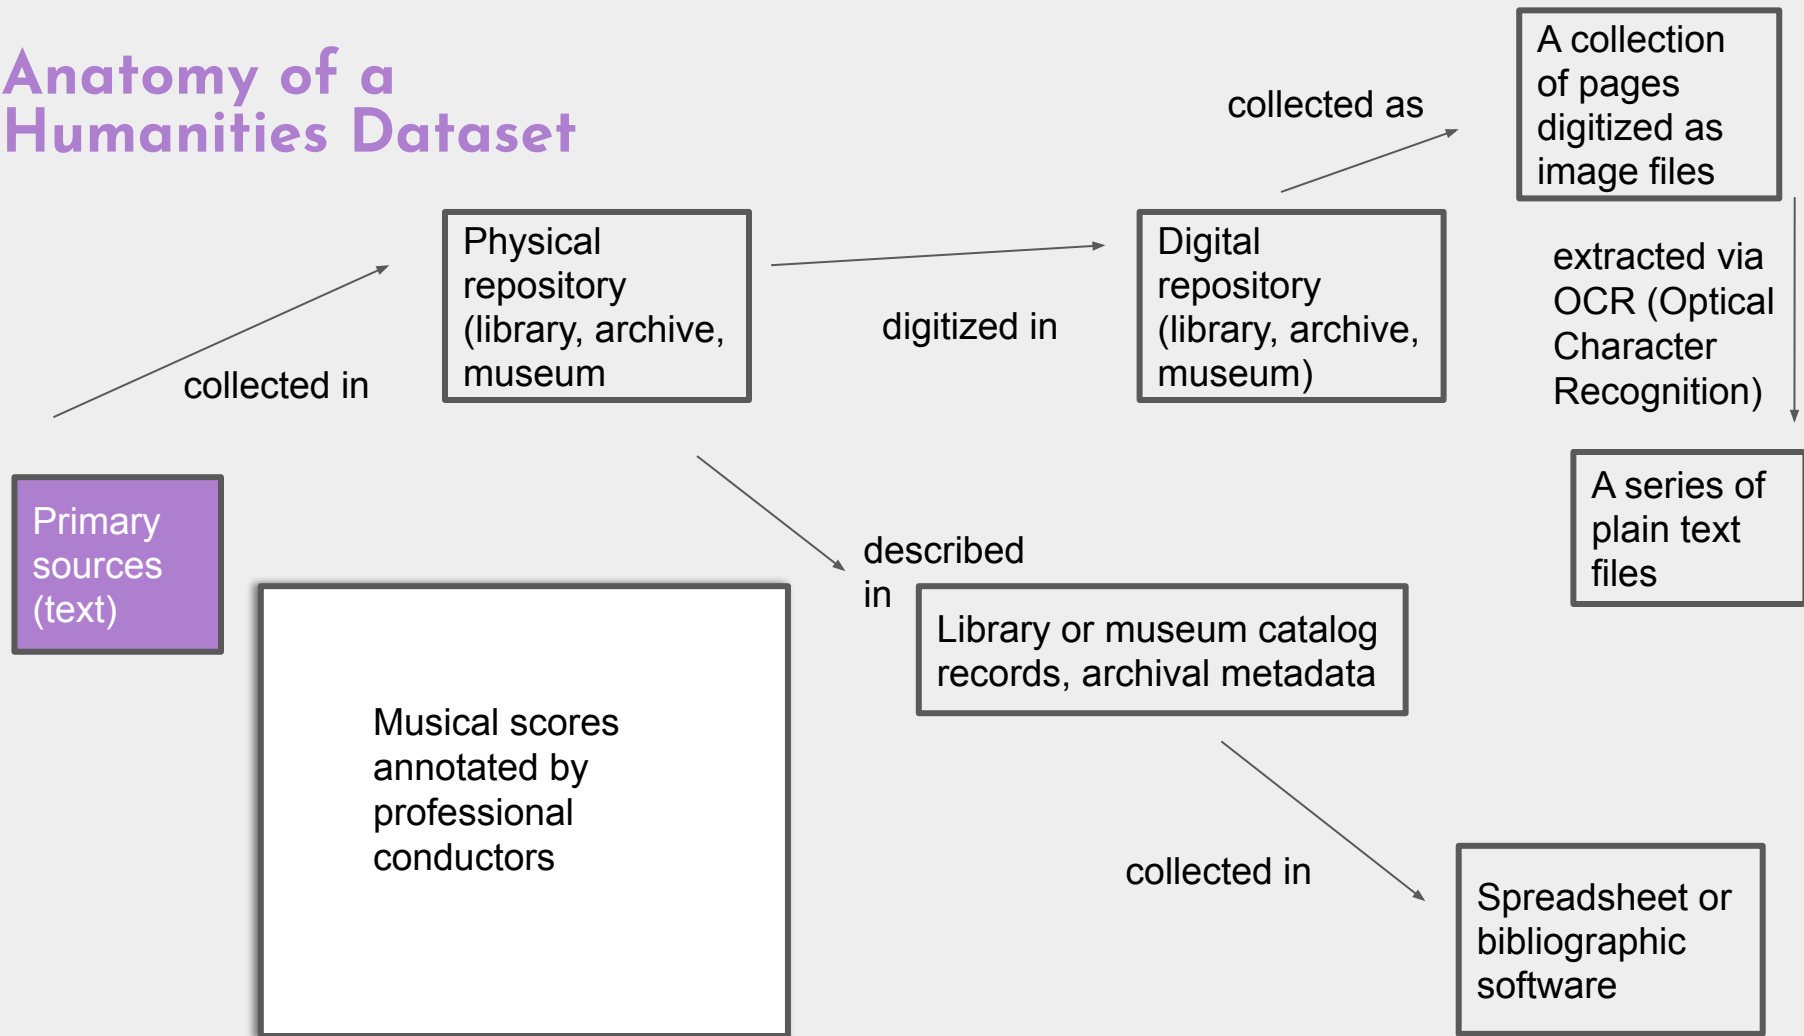 Anatomy of a
Humanities Dataset
collected as
A collection
of pages
digitized as
image files
Physical
repository
(library, archive,
museum
Digital
repository
(library, archive,
museum)
extracted via
OCR (Optical
Character
Recognition)
digitized in
collected in
Primary
sources
(text)
A series of
plain text
files
described
in
Library or museum catalog
records, archival metadata
Musical scores
annotated by
professional
conductors
collected in
Spreadsheet or
bibliographic
software